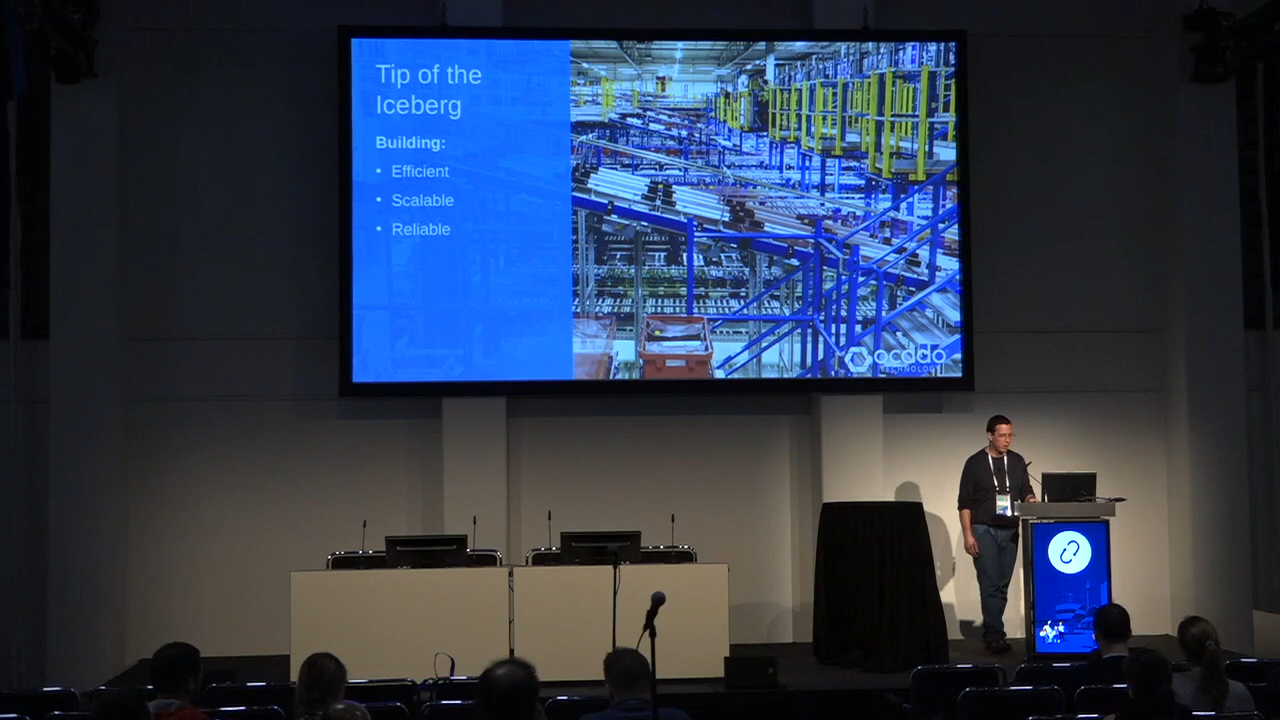 Tip of the
Iceberg
Building:
• Efficient
• Scalable
• Reliable
ocado
TECHNOLOGY